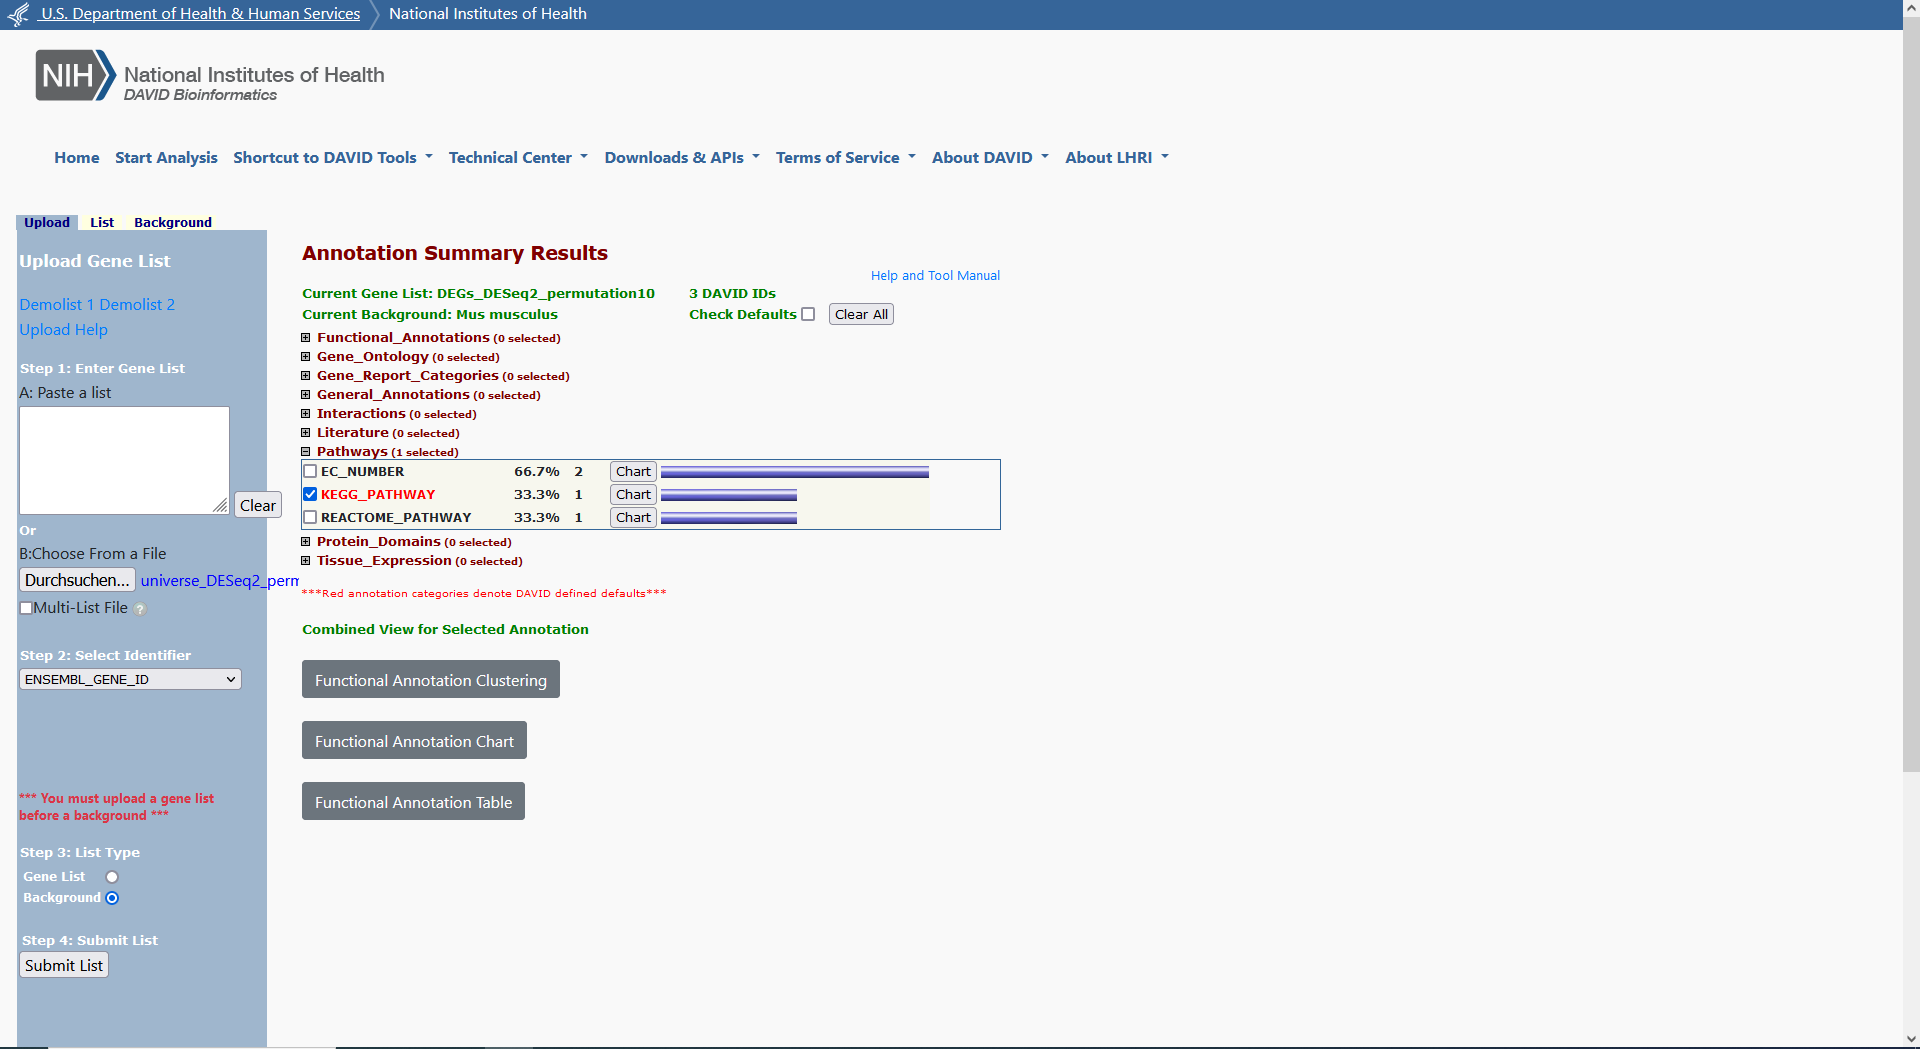 U.S. Department of Health & Human Services National Institutes of Health
NIH National Institutes of Health
DAVID Bioinformatics
Home Start Analysis Shortcut to DAVID Tools Technical Center Downloads & APIs Terms of Service About DAVID About LHRI
Upload List Background
Upload Gene List
Demolist 1 Demolist 2
Upload Help
Step 1: Enter Gene List
A: Paste a list
Clear
Or
B:Choose From a File
Durchsuchen... universe_DESeq2_perm
Multi-List File ?
Step 2: Select Identifier
ENSEMBL_GENE_ID
*** You must upload a gene list
before a background ***
Step 3: List Type
Gene List
Background
Step 4: Submit List
Submit List
Annotation Summary Results
Help and Tool Manual
Current Gene List: DEGs_DESeq2_permutation10 3 DAVID IDs
Current Background: Mus musculus Check Defaults Clear All
Functional_Annotations (0 selected)
Gene_Ontology (0 selected)
Gene_Report_Categories (0 selected)
General_Annotations (0 selected)
Interactions (0 selected)
Literature (0 selected)
Pathways (1 selected)
EC_NUMBER 66.7% 2 Chart
KEGG_PATHWAY 33.3% 1 Chart
REACTOME_PATHWAY 33.3% 1 Chart
Protein_Domains (0 selected)
Tissue_Expression (0 selected)
***Red annotation categories denote DAVID defined defaults***
Combined View for Selected Annotation
Functional Annotation Clustering
Functional Annotation Chart
Functional Annotation Table